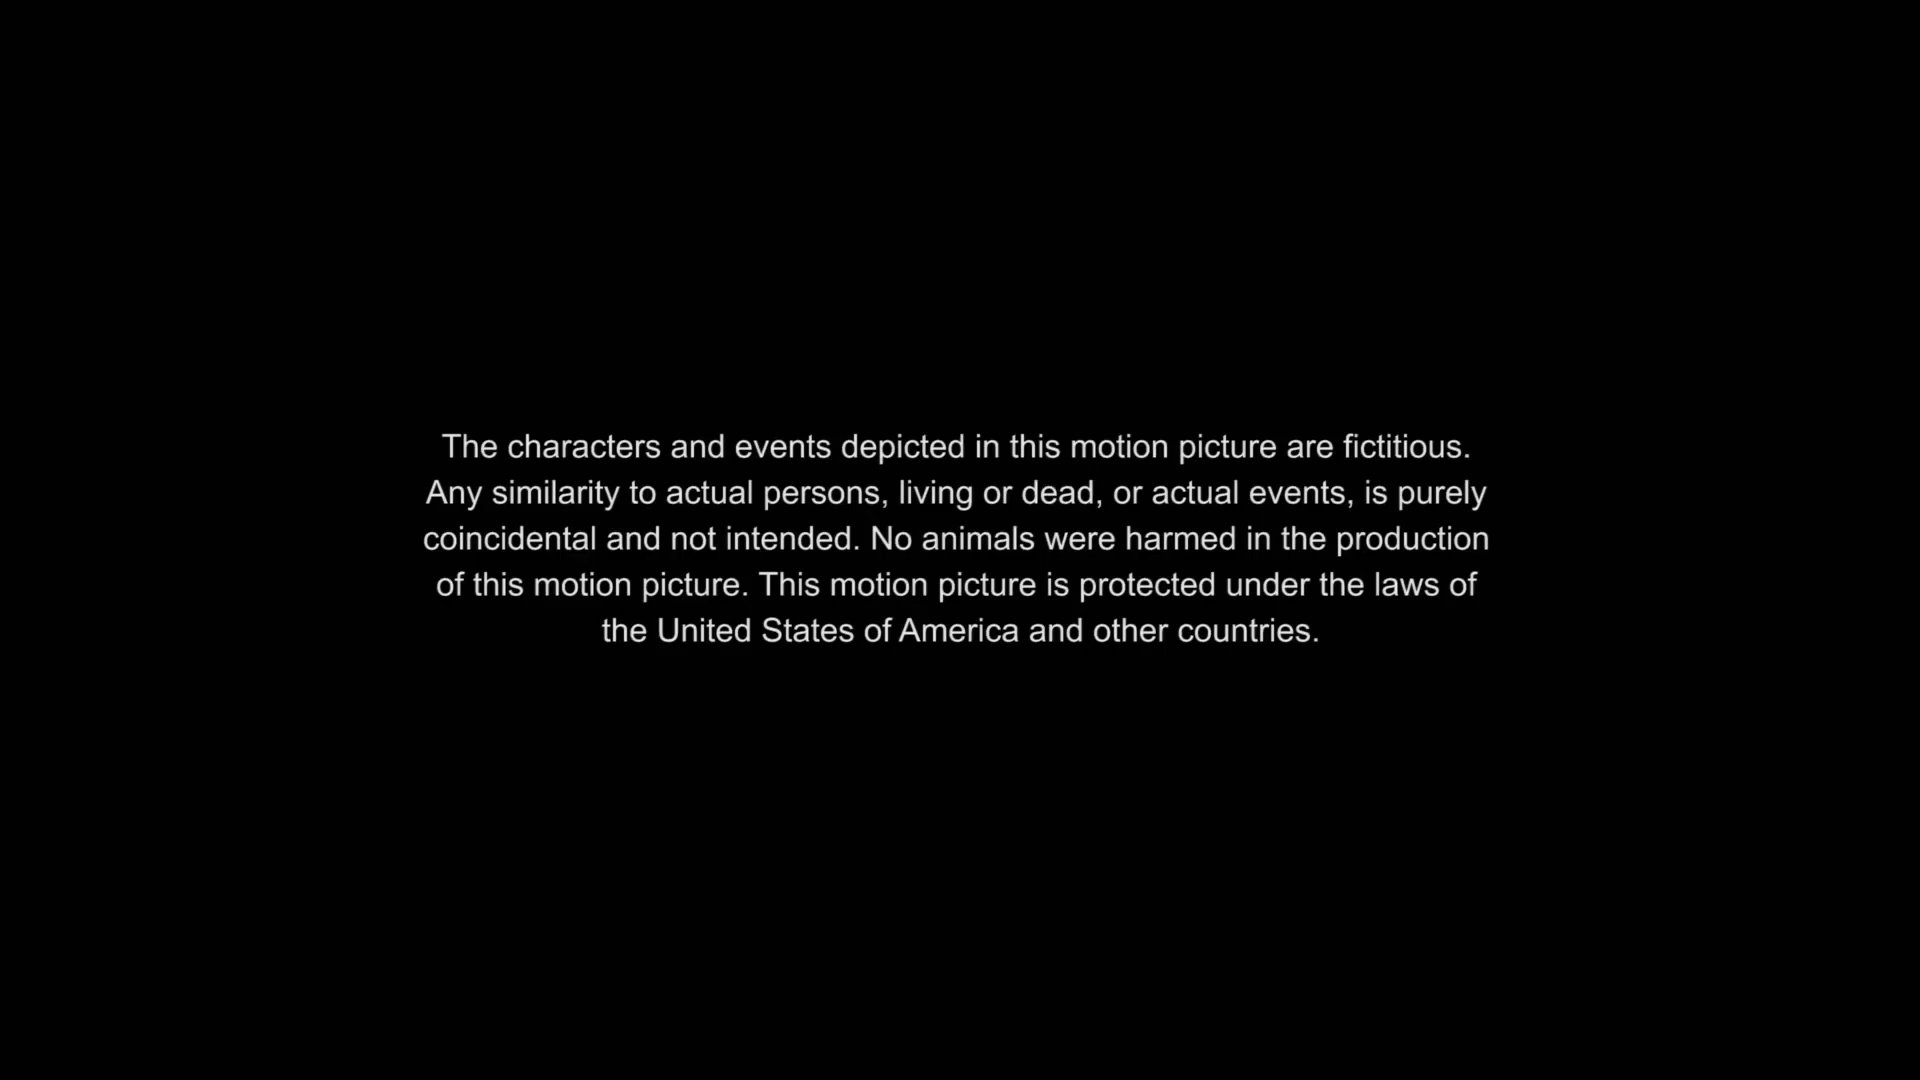 The characters and events depicted in this motion picture are fictitious.
Any similarity to actual persons, living or dead, or actual events, is purely
coincidental and not intended. No animals were harmed in the production
of this motion picture. This motion picture is protected under the laws of
the United States of America and other countries.